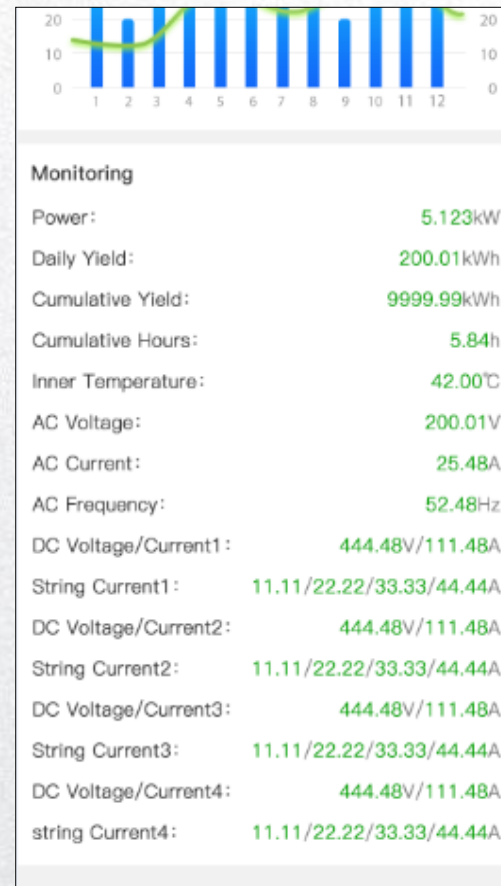 20 20
10 10
0 0
1 2 3 4 5 6 7 8 9 10 11 12
Monitoring
Power: 5.123kW
Daily Yield: 200.01kWh
Cumulative Yield: 9999.99kWh
Cumulative Hours: 5.84h
Inner Temperature: 42.00℃
AC Voltage: 200.01V
AC Current: 25.48A
AC Frequency: 52.48Hz
DC Voltage/Current1: 444.48V/111.48A
String Current1: 11.11/22.22/33.33/44.44A
DC Voltage/Current2: 444.48V/111.48A
String Current2: 11.11/22.22/33.33/44.44A
DC Voltage/Current3: 444.48V/111.48A
String Current3: 11.11/22.22/33.33/44.44A
DC Voltage/Current4: 444.48V/111.48A
string Current4: 11.11/22.22/33.33/44.44A